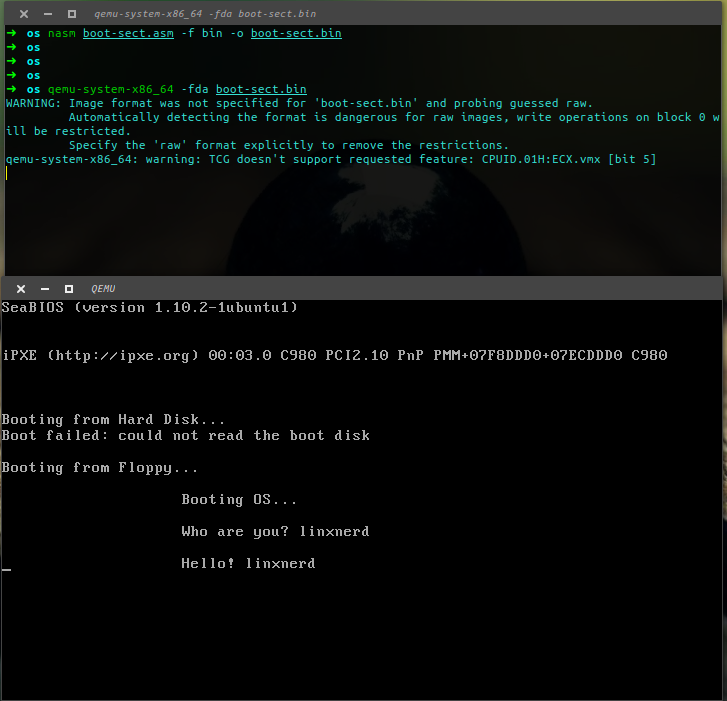 qemu-system-x86_64 -fda boot-sect.bin
➜ os nasm boot-sect.asm -f bin -o boot-sect.bin
➜ os
➜ os
➜ os
➜ os qemu-system-x86_64 -fda boot-sect.bin
WARNING: Image format was not specified for 'boot-sect.bin' and probing guessed raw.
Automatically detecting the format is dangerous for raw images, write operations on block 0 w
ill be restricted.
Specify the 'raw' format explicitly to remove the restrictions.
qemu-system-x86_64: warning: TCG doesn't support requested feature: CPUID.01H:ECX.vmx [bit 5]
QEMU
SeaBIOS (version 1.10.2-1ubuntu1)
iPXE (http://ipxe.org) 00:03.0 C980 PCI2.10 PnP PMM+07F8DDD0+07ECDDD0 C980
Booting from Hard Disk...
Boot failed: could not read the boot disk
Booting from Floppy...
Booting OS...
Who are you? linxnerd
Hello! linxnerd